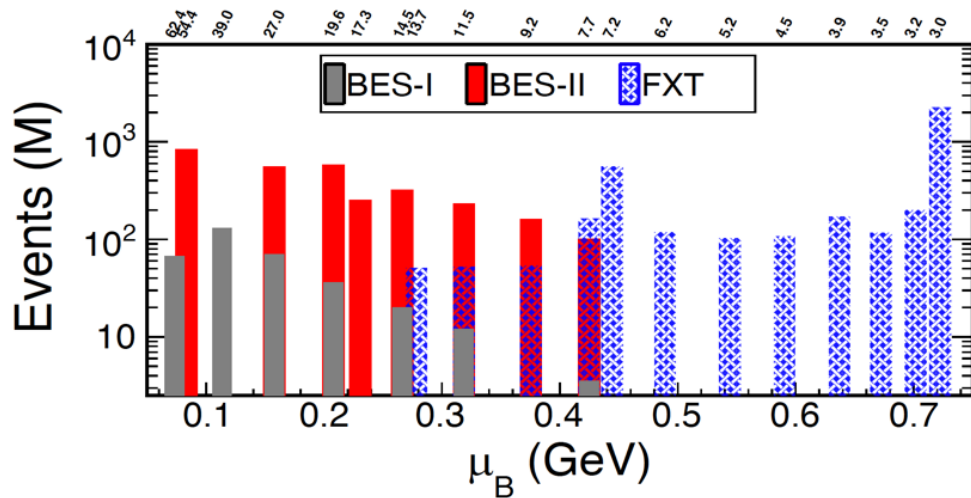 62.4 54.4 39.0 27.0 19.6 17.3 14.5 13.7 11.5 9.2 7.7 7.2 6.2 5.2 4.5 3.9 3.5 3.2 3.0
10⁴
BES-I BES-II FXT
10³
10²
10
Events (M)
0.1 0.2 0.3 0.4 0.5 0.6 0.7
μ_B (GeV)